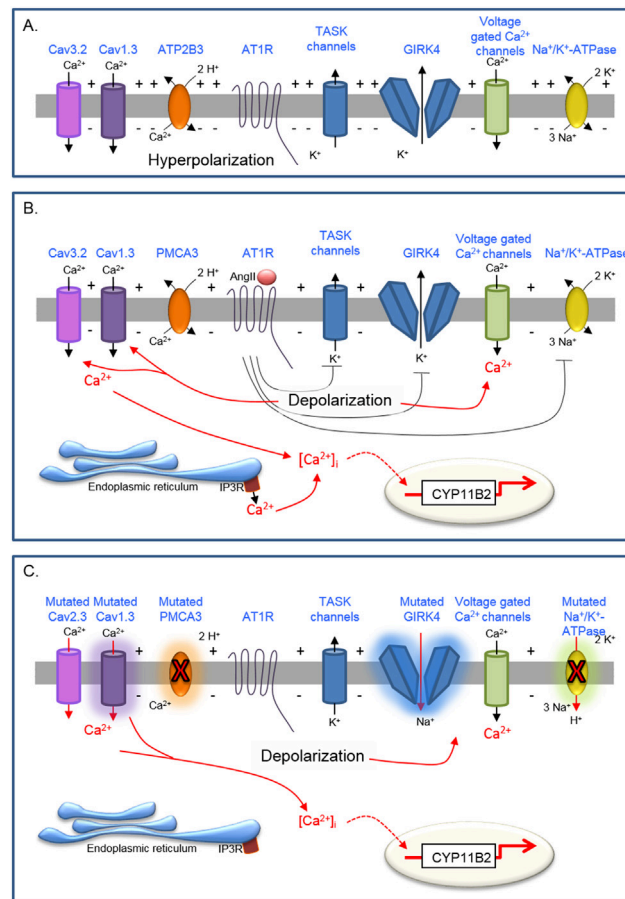 A.
Cav3.2 Cav1.3 ATP2B3 AT1R TASK channels GIRK4 Voltage gated Ca²⁺ channels Na⁺/K⁺-ATPase
Ca²⁺ Ca²⁺ 2 H⁺ Ca²⁺ 2 K⁺
+ + + + + + + + + + + + + +
- - - - - - - - - - - -
Ca²⁺ K⁺ K⁺ 3 Na⁺
Hyperpolarization
B.
Cav3.2 Cav1.3 PMCA3 AT1R TASK channels GIRK4 Voltage gated Ca²⁺ channels Na⁺/K⁺-ATPase
Ca²⁺ Ca²⁺ 2 H⁺ AngII Ca²⁺ 2 K⁺
+ + + + + + +
- - - - - - -
Ca²⁺ K⁺ K⁺ 3 Na⁺
Ca²⁺ Ca²⁺
Depolarization
[Ca²⁺]i
Endoplasmic reticulum IP3R
Ca²⁺
CYP11B2
C.
Mutated Cav2.3 Mutated Cav1.3 Mutated PMCA3 AT1R TASK channels Mutated GIRK4 Voltage gated Ca²⁺ channels Mutated Na⁺/K⁺-ATPase
Ca²⁺ Ca²⁺ 2 H⁺ Ca²⁺ 2 K⁺
+ + + + + +
X X
- - - - - -
Ca²⁺ K⁺ Na⁺ 3 Na⁺
Ca²⁺ Ca²⁺ H⁺
Depolarization
[Ca²⁺]i
Endoplasmic reticulum IP3R
CYP11B2